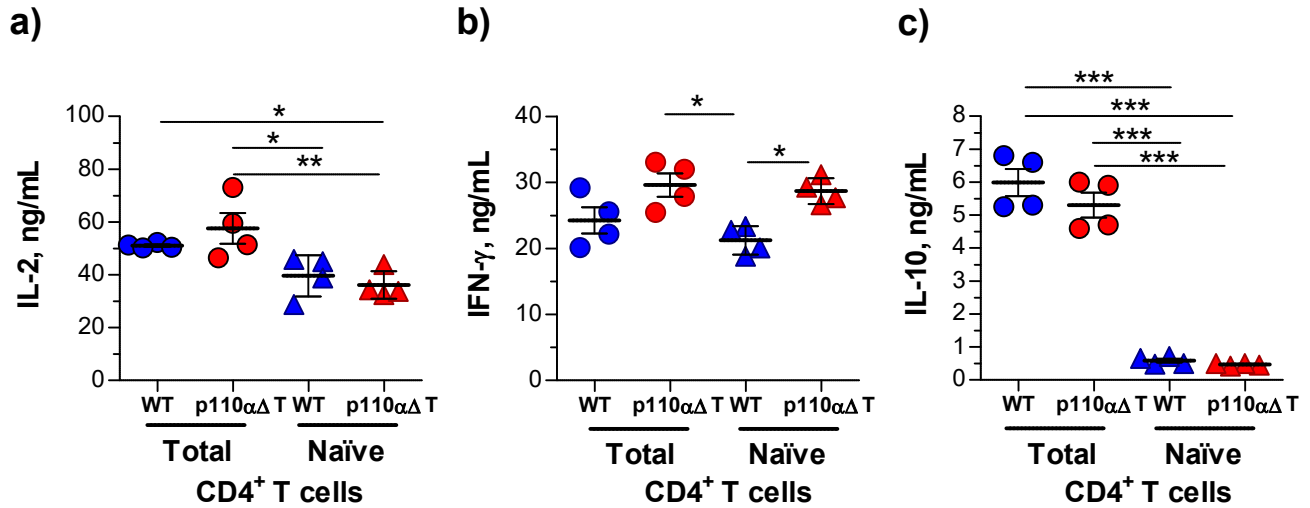 a)
IL-2, ng/mL
100
80
60
40
20
0
*
*
**
WT p110αΔ T WT p110αΔ T
Total Naïve
CD4⁺ T cells
b)
IFN-γ, ng/mL
40
30
20
10
0
*
*
WT p110αΔ T WT p110αΔ T
Total Naïve
CD4⁺ T cells
c)
IL-10, ng/mL
8
7
6
5
4
3
2
1
0
***
***
***
***
WT p110αΔ T WT p110αΔ T
Total Naïve
CD4⁺ T cells